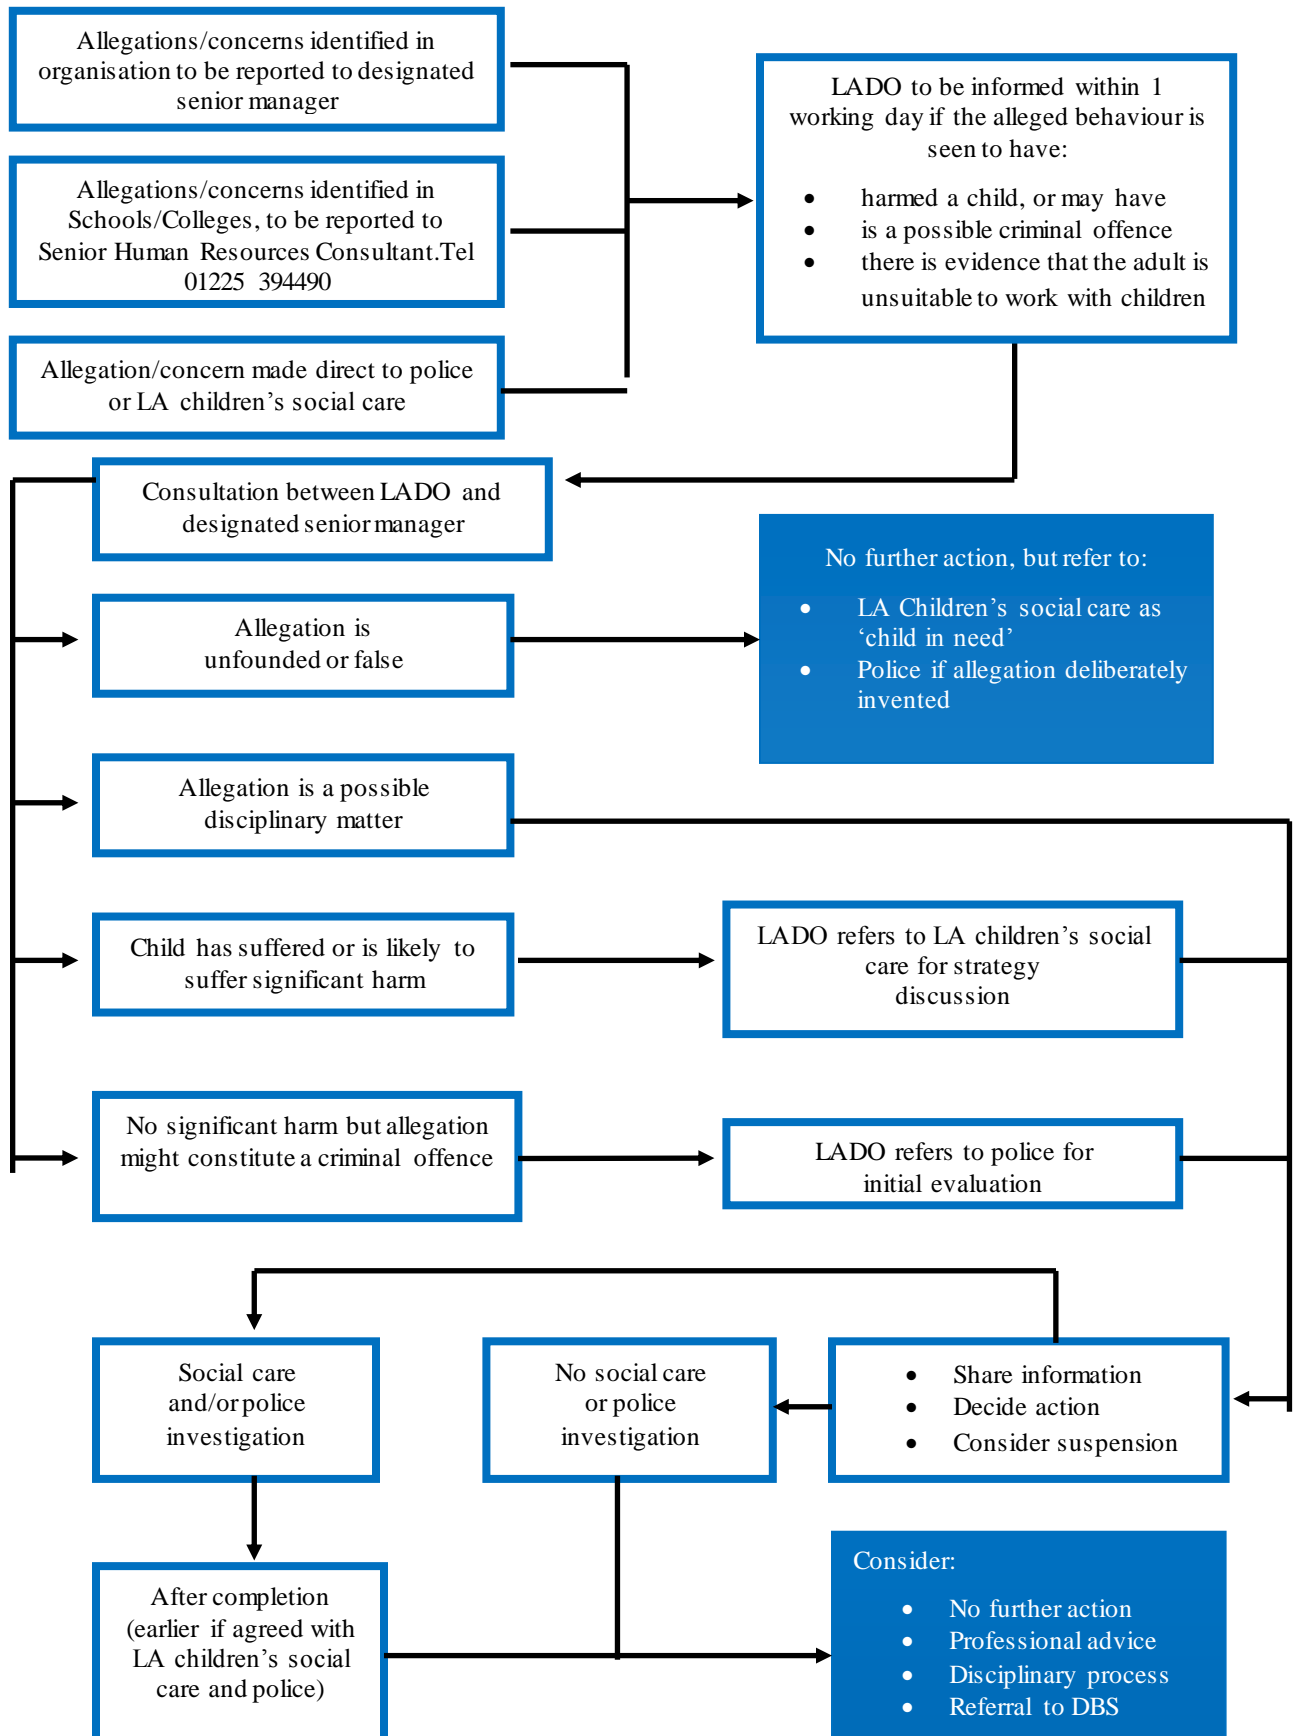 Allegations/concerns identified in
organisation to be reported to designated
senior manager
LADO to be informed within 1
working day if the alleged behaviour is
seen to have:
• harmed a child, or may have
• is a possible criminal offence
• there is evidence that the adult is
unsuitable to work with children
Allegations/concerns identified in
Schools/Colleges, to be reported to
Senior Human Resources Consultant.Tel
01225 394490
Allegation/concern made direct to police
or LA children’s social care
Consultation between LADO and
designated senior manager
No further action, but refer to:
• LA Children’s social care as
‘child in need’
• Police if allegation deliberately
invented
Allegation is
unfounded or false
Allegation is a possible
disciplinary matter
Child has suffered or is likely to
suffer significant harm
LADO refers to LA children’s social
care for strategy
discussion
No significant harm but allegation
might constitute a criminal offence
LADO refers to police for
initial evaluation
Social care
and/or police
investigation
No social care
or police
investigation
• Share information
• Decide action
• Consider suspension
After completion
(earlier if agreed with
LA children’s social
care and police)
Consider:
• No further action
• Professional advice
• Disciplinary process
• Referral to DBS